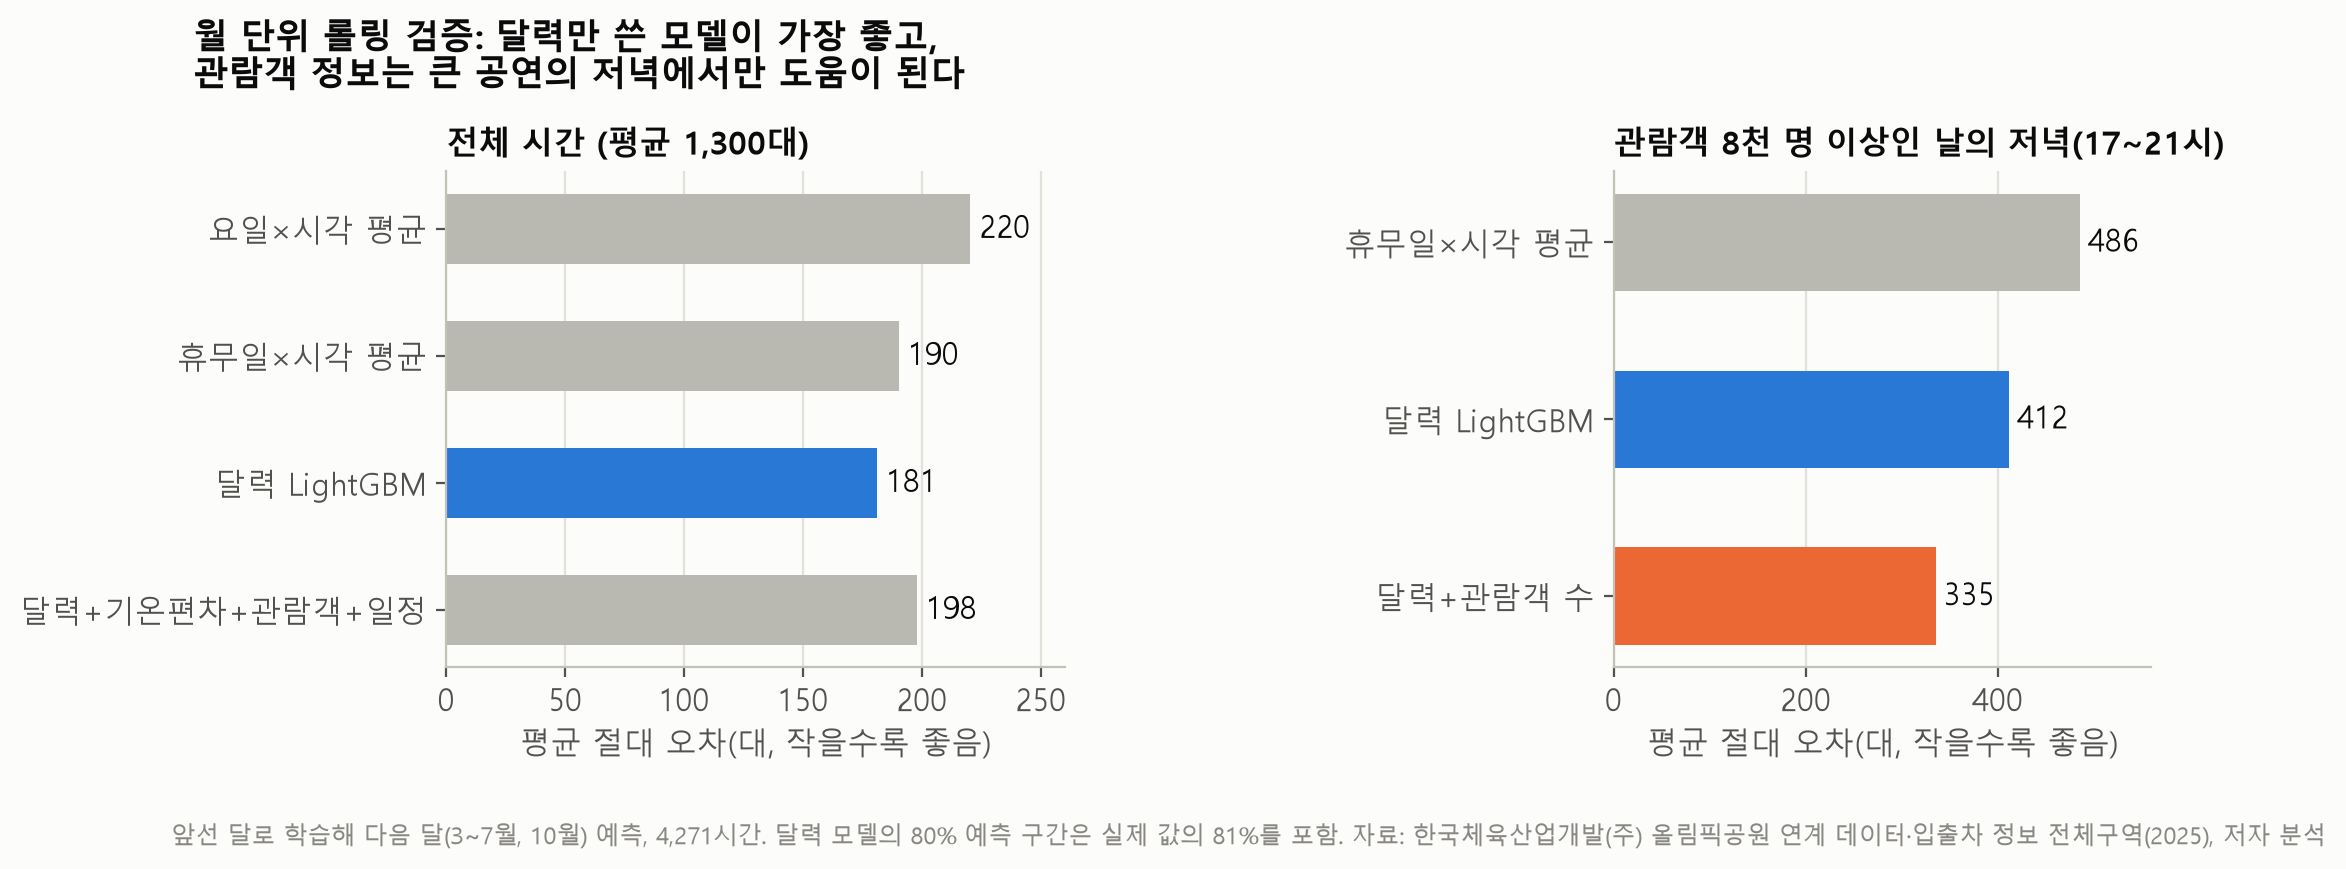 월 단위 롤링 검증: 달력만 쓴 모델이 가장 좋고,
관람객 정보는 큰 공연의 저녁에서만 도움이 된다
전체 시간 (평균 1,300대)
요일×시각 평균
220
휴무일×시각 평균
190
달력 LightGBM
181
달력+기온편차+관람객+일정
198
0 50 100 150 200 250
평균 절대 오차(대, 작을수록 좋음)
관람객 8천 명 이상인 날의 저녁(17~21시)
휴무일×시각 평균
486
달력 LightGBM
412
달력+관람객 수
335
0 200 400
평균 절대 오차(대, 작을수록 좋음)
앞선 달로 학습해 다음 달(3~7월, 10월) 예측, 4,271시간. 달력 모델의 80% 예측 구간은 실제 값의 81%를 포함. 자료: 한국체육산업개발(주) 올림픽공원 연계 데이터·입출차 정보 전체구역(2025), 저자 분석